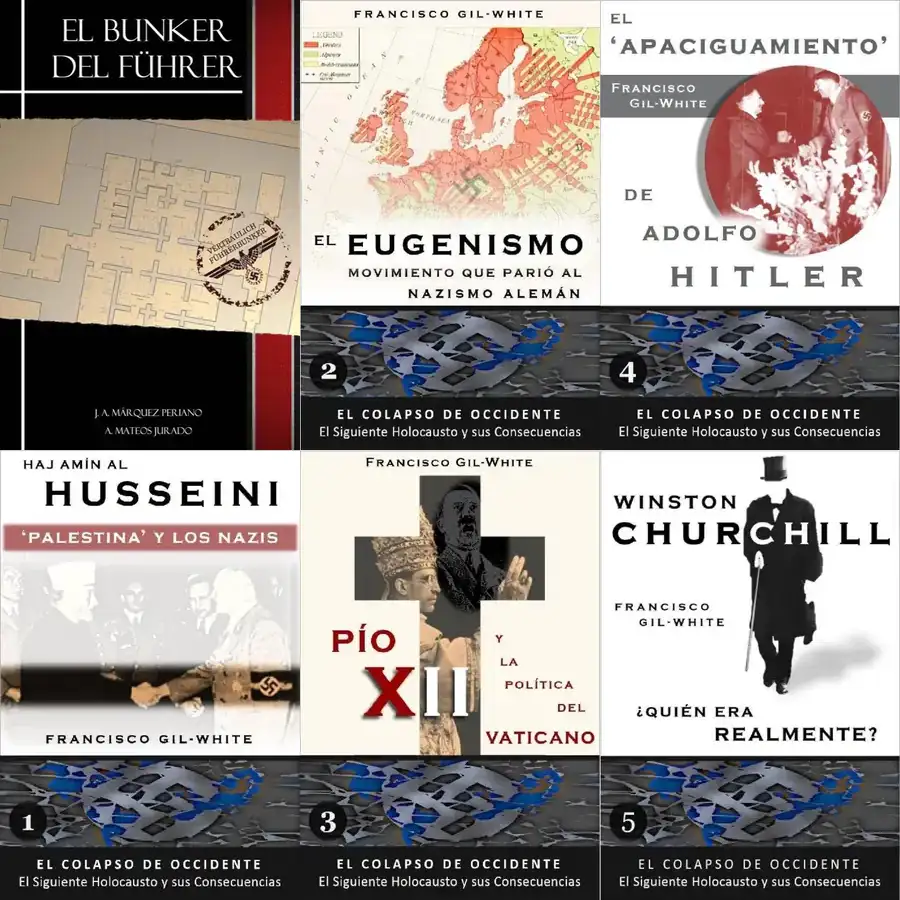 EL BUNKER
DEL FÜHRER
VERTRAULICH
FÜHRERBUNKER
J. A. MÁRQUEZ PERIANO
A. MATEOS JURADO
FRANCISCO GIL-WHITE
EL EUGENISMO
MOVIMIENTO QUE PARIÓ AL
NAZISMO ALEMÁN
2
EL COLAPSO DE OCCIDENTE
El Siguiente Holocausto y sus Consecuencias
EL
'APACIGUAMIENTO'
FRANCISCO
GIL-WHITE
DE
ADOLFO
HITLER
4
EL COLAPSO DE OCCIDENTE
El Siguiente Holocausto y sus Consecuencias
HAJ AMÍN AL
HUSSEINI
'PALESTINA' Y LOS NAZIS
FRANCISCO GIL-WHITE
1
EL COLAPSO DE OCCIDENTE
El Siguiente Holocausto y sus Consecuencias
FRANCISCO GIL-WHITE
PÍO
XII
Y
LA
POLÍTICA
DEL
VATICANO
3
EL COLAPSO DE OCCIDENTE
El Siguiente Holocausto y sus Consecuencias
WINSTON
CHURCHILL
FRANCISCO
GIL-WHITE
¿QUIÉN ERA
REALMENTE?
5
EL COLAPSO DE OCCIDENTE
El Siguiente Holocausto y sus Consecuencias